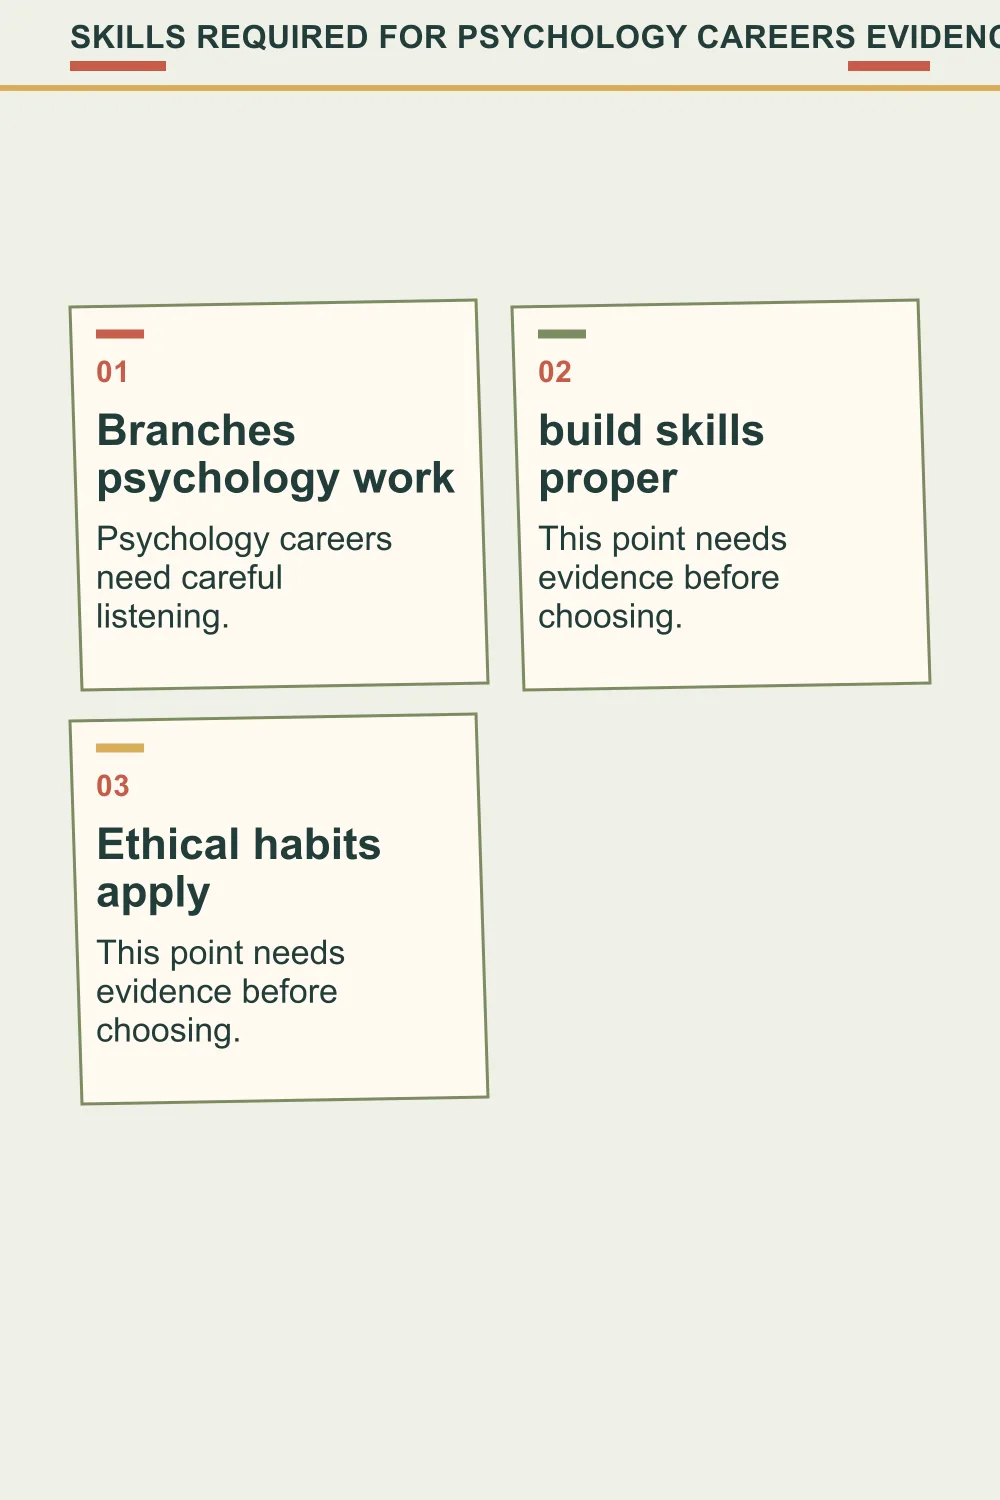 SKILLS REQUIRED FOR PSYCHOLOGY CAREERS EVIDENC
01
Branches
psychology work
Psychology careers
need careful
listening.
02
build skills
proper
This point needs
evidence before
choosing.
03
Ethical habits
apply
This point needs
evidence before
choosing.